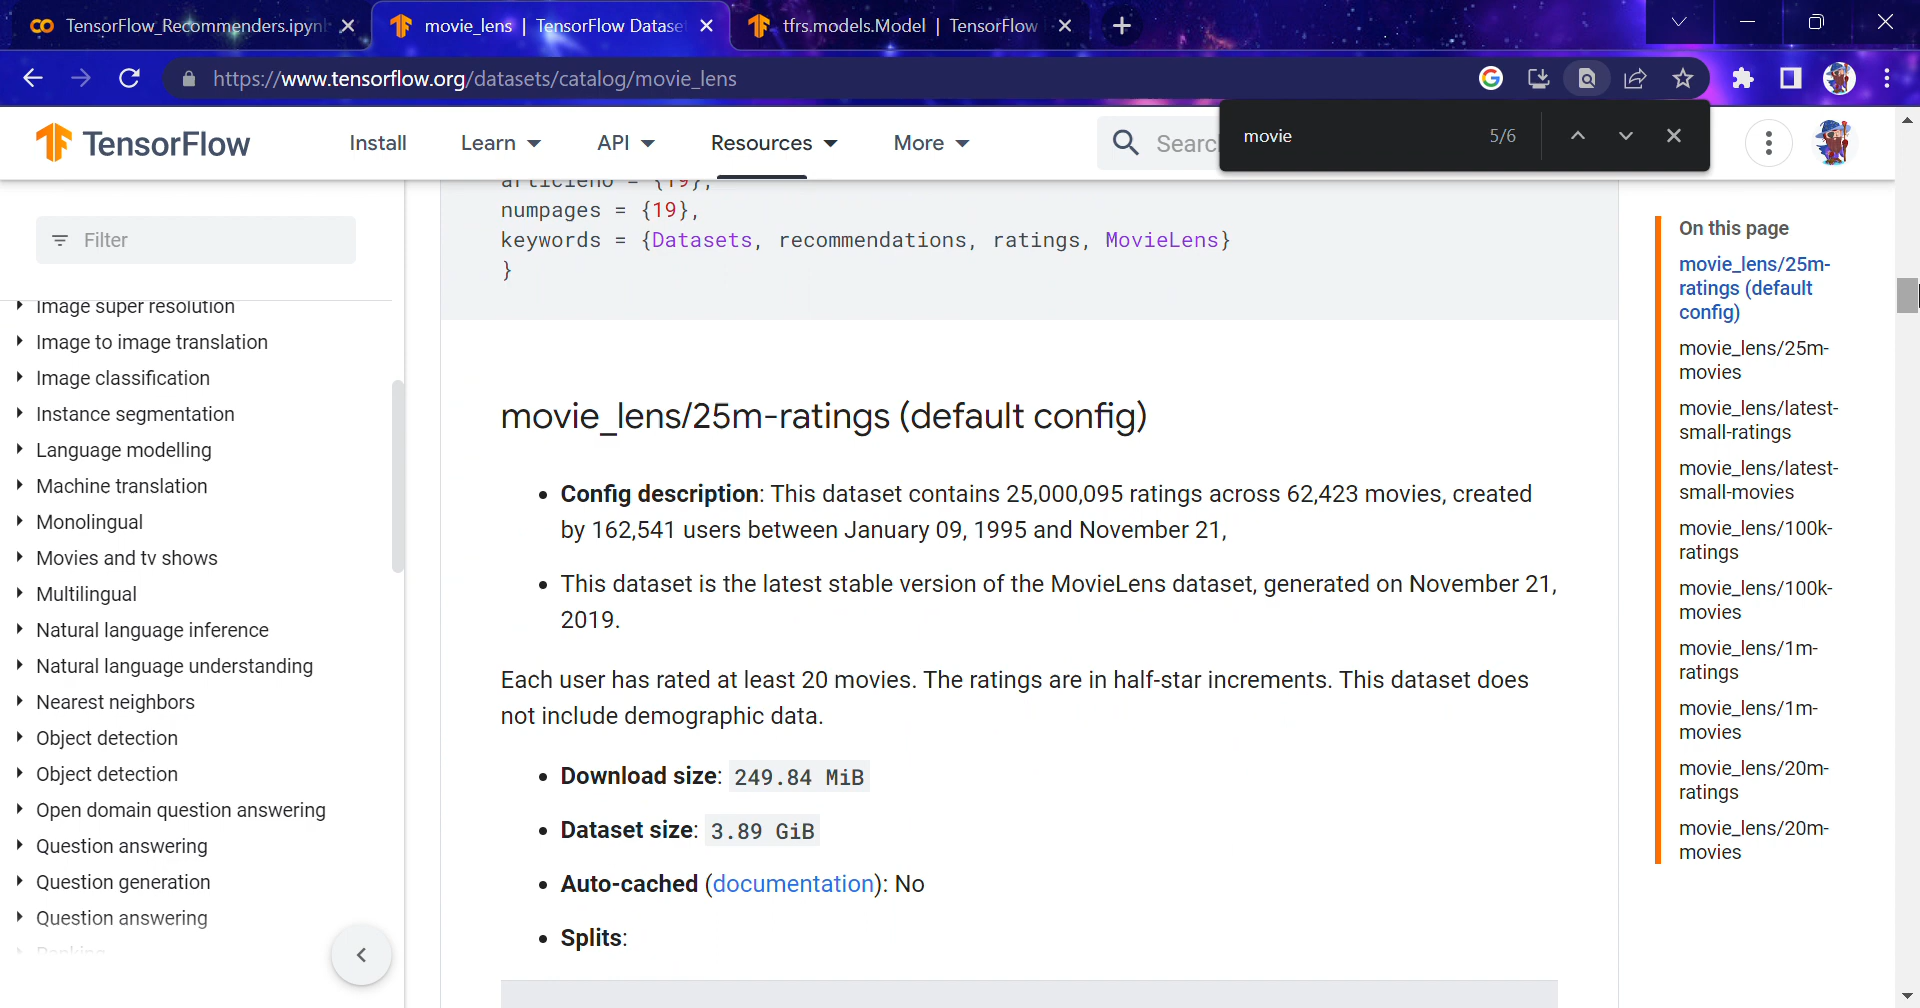 TensorFlow_Recommenders.ipynb
movie_lens | TensorFlow Datase
tfrs.models.Model | TensorFlow
https://www.tensorflow.org/datasets/catalog/movie_lens
TensorFlow
Install
Learn
API
Resources
More
Searc
movie
5/6
Filter
Image super resolution
Image to image translation
Image classification
Instance segmentation
Language modelling
Machine translation
Monolingual
Movies and tv shows
Multilingual
Natural language inference
Natural language understanding
Nearest neighbors
Object detection
Object detection
Open domain question answering
Question answering
Question generation
Question answering
articleno = {19},
numpages = {19},
keywords = {Datasets, recommendations, ratings, MovieLens}
}
movie_lens/25m-ratings (default config)
• Config description: This dataset contains 25,000,095 ratings across 62,423 movies, created
by 162,541 users between January 09, 1995 and November 21,
• This dataset is the latest stable version of the MovieLens dataset, generated on November 21,
2019.
Each user has rated at least 20 movies. The ratings are in half-star increments. This dataset does
not include demographic data.
• Download size: 249.84 MiB
• Dataset size: 3.89 GiB
• Auto-cached (documentation): No
• Splits:
On this page
movie_lens/25m-
ratings (default
config)
movie_lens/25m-
movies
movie_lens/latest-
small-ratings
movie_lens/latest-
small-movies
movie_lens/100k-
ratings
movie_lens/100k-
movies
movie_lens/1m-
ratings
movie_lens/1m-
movies
movie_lens/20m-
ratings
movie_lens/20m-
movies